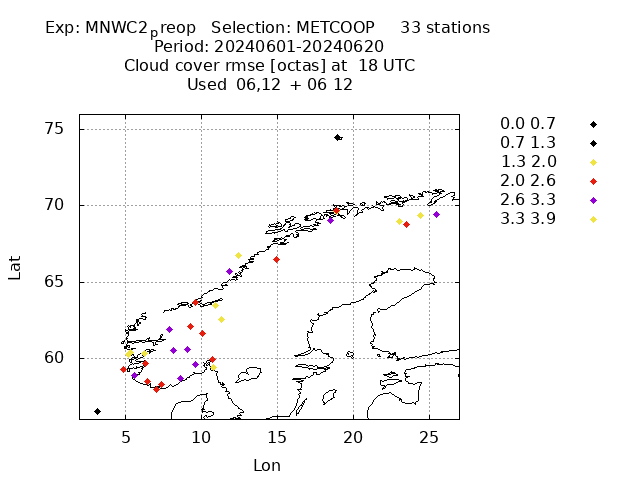 Exp: MNWC2preop   Selection: METCOOP     33 stations
Period: 20240601-20240620
Cloud cover rmse [octas] at  18 UTC
Used  06,12  + 06 12
0.0 0.7
0.7 1.3
1.3 2.0
2.0 2.6
2.6 3.3
3.3 3.9
75
70
65
60
Lat
5 10 15 20 25
Lon